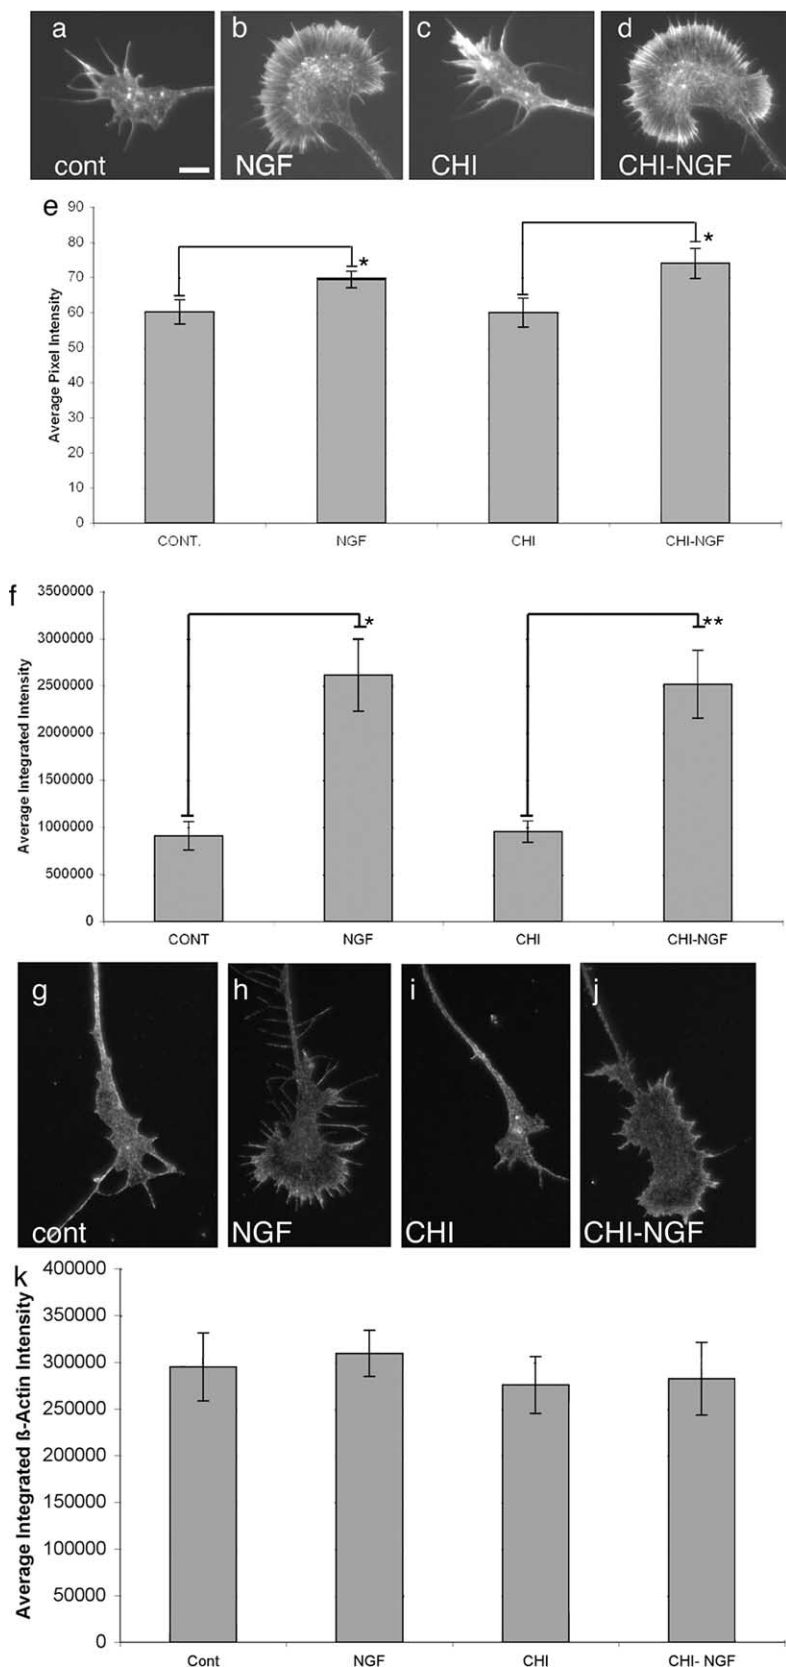 a b c d
cont NGF CHI CHI-NGF
e
Average Pixel Intensity
90
80
70
60
50
40
30
20
10
0
* *
CONT. NGF CHI CHI-NGF
f
Average Integrated Intensity
3500000
3000000
2500000
2000000
1500000
1000000
500000
0
* **
CONT NGF CHI CHI-NGF
g h i j
cont NGF CHI CHI-NGF
k
Average Integrated ß-Actin Intensity
400000
350000
300000
250000
200000
150000
100000
50000
0
Cont NGF CHI CHI- NGF